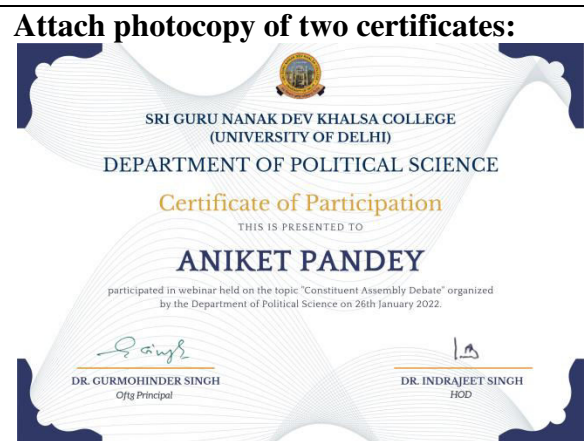 Attach photocopy of two certificates:
SRI GURU NANAK DEV KHALSA COLLEGE
(UNIVERSITY OF DELHI)
DEPARTMENT OF POLITICAL SCIENCE
Certificate of Participation
THIS IS PRESENTED TO
ANIKET PANDEY
participated in webinar held on the topic "Constituent Assembly Debate" organized
by the Department of Political Science on 26th January 2022.
DR. GURMOHINDER SINGH
Oftg Principal
DR. INDRAJEET SINGH
HOD